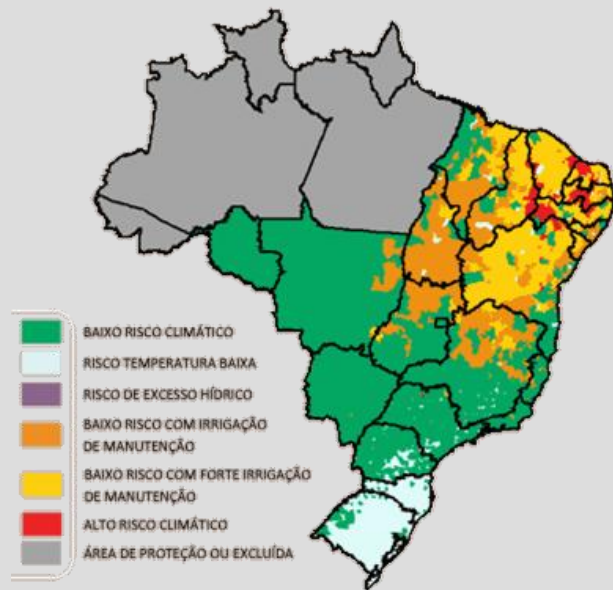 BAIXO RISCO CLIMÁTICO
RISCO TEMPERATURA BAIXA
RISCO DE EXCESSO HÍDRICO
BAIXO RISCO COM IRRIGAÇÃO
DE MANUTENÇÃO
BAIXO RISCO COM FORTE IRRIGAÇÃO
DE MANUTENÇÃO
ALTO RISCO CLIMÁTICO
ÁREA DE PROTEÇÃO OU EXCLUÍDA